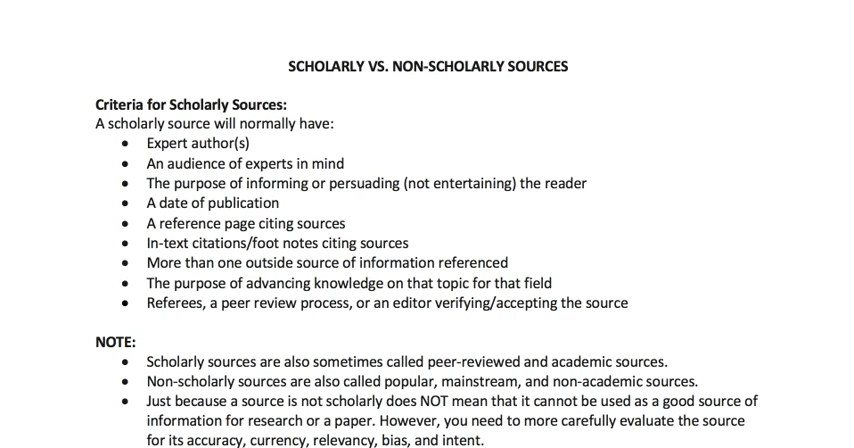 SCHOLARLY VS. NON-SCHOLARLY SOURCES
Criteria for Scholarly Sources:
A scholarly source will normally have:
• Expert author(s)
• An audience of experts in mind
• The purpose of informing or persuading (not entertaining) the reader
• A date of publication
• A reference page citing sources
• In-text citations/foot notes citing sources
• More than one outside source of information referenced
• The purpose of advancing knowledge on that topic for that field
• Referees, a peer review process, or an editor verifying/accepting the source
NOTE:
• Scholarly sources are also sometimes called peer-reviewed and academic sources.
• Non-scholarly sources are also called popular, mainstream, and non-academic sources.
• Just because a source is not scholarly does NOT mean that it cannot be used as a good source of
information for research or a paper. However, you need to more carefully evaluate the source
for its accuracy, currency, relevancy, bias, and intent.